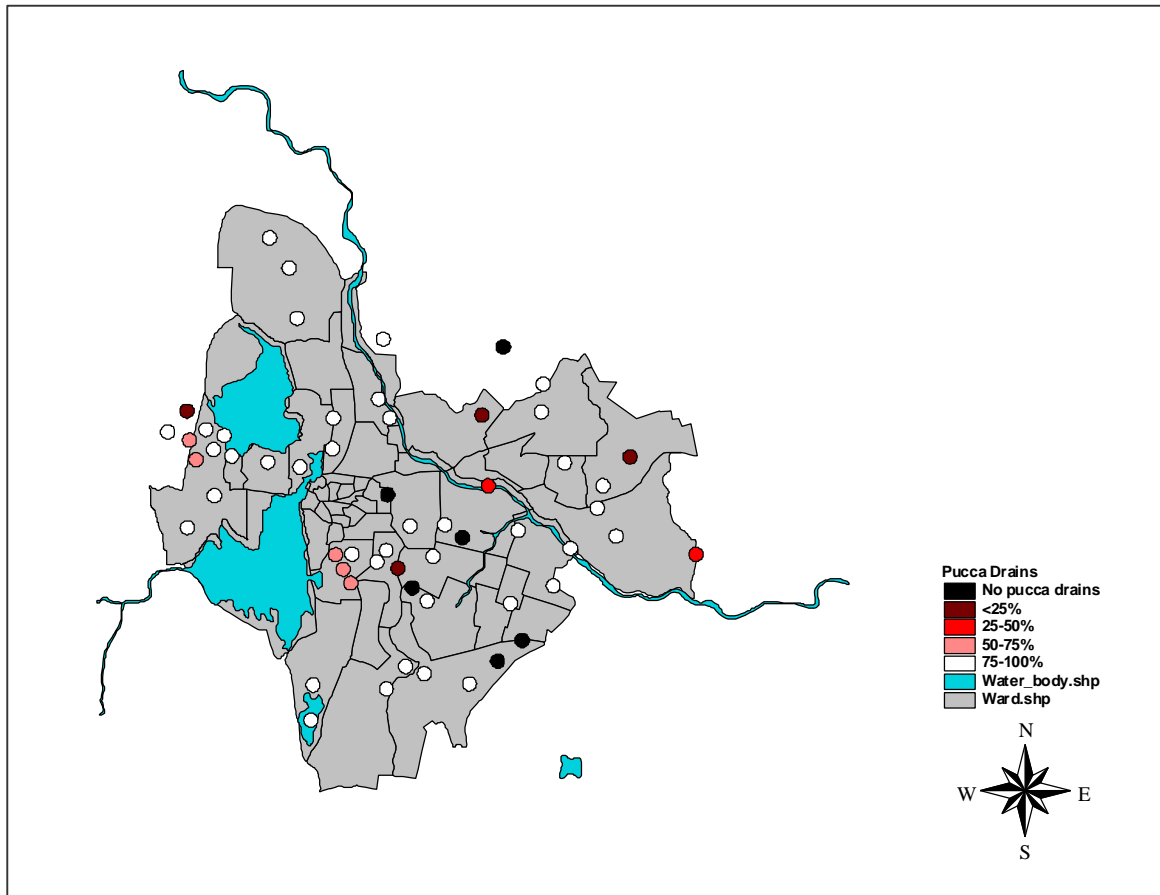 Pucca Drains
No pucca drains
<25%
25-50%
50-75%
75-100%
Water_body.shp
Ward.shp
N
W E
S